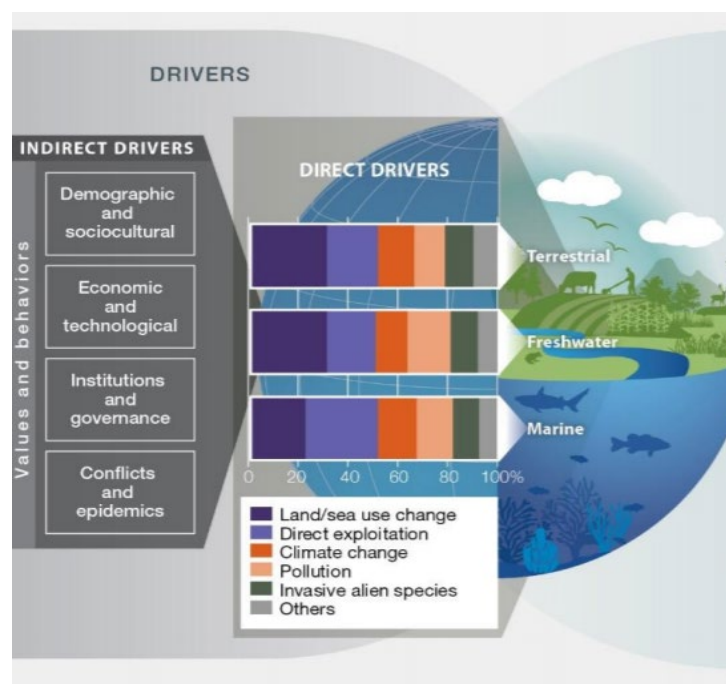 DRIVERS
INDIRECT DRIVERS
Values and behaviors
Demographic
and
sociocultural
Economic
and
technological
Institutions
and
governance
Conflicts
and
epidemics
DIRECT DRIVERS
Terrestrial
Freshwater
Marine
0 20 40 60 80 100%
Land/sea use change
Direct exploitation
Climate change
Pollution
Invasive alien species
Others